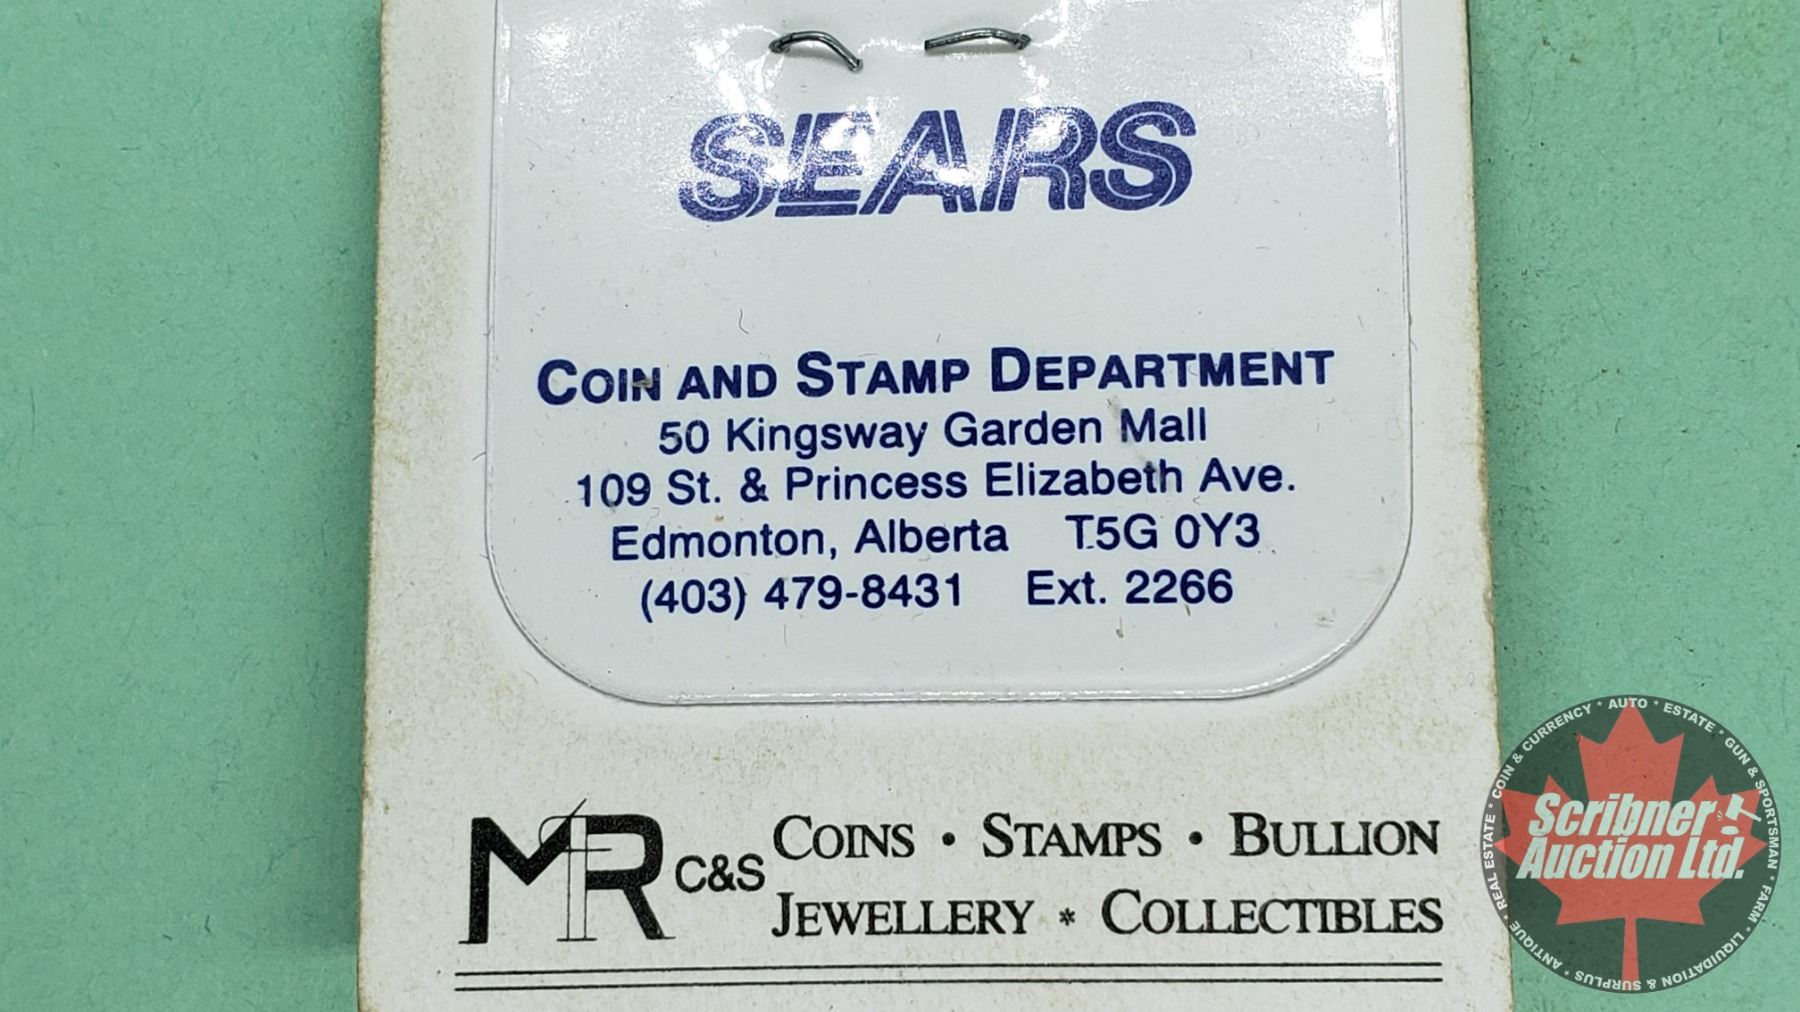 SEARS
COIN AND STAMP DEPARTMENT
50 Kingsway Garden Mall
109 St. & Princess Elizabeth Ave.
Edmonton, Alberta T5G 0Y3
(403) 479-8431 Ext. 2266
MR C&S
COINS • STAMPS • BULLION
JEWELLERY * COLLECTIBLES
Scribner
Auction Ltd.
ANTIQUE * REAL ESTATE * COIN & CURRENCY * AUTO * ESTATE * GUN & SPORTSMAN * FARM * LIQUIDATION & SURPLUS *